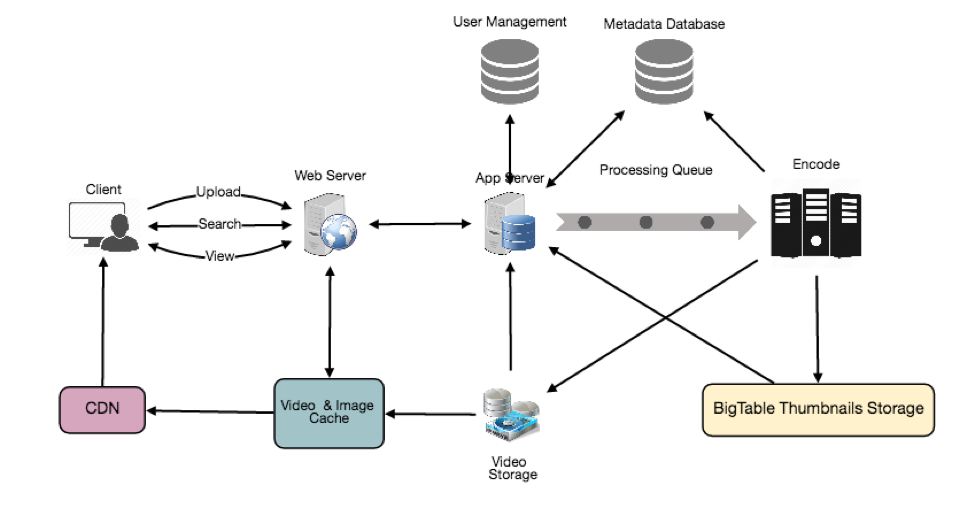 User Management
Metadata Database
Processing Queue
Encode
Web Server
App Server
Client
Upload
Search
View
CDN
Video & Image
Cache
BigTable Thumbnails Storage
Video
Storage